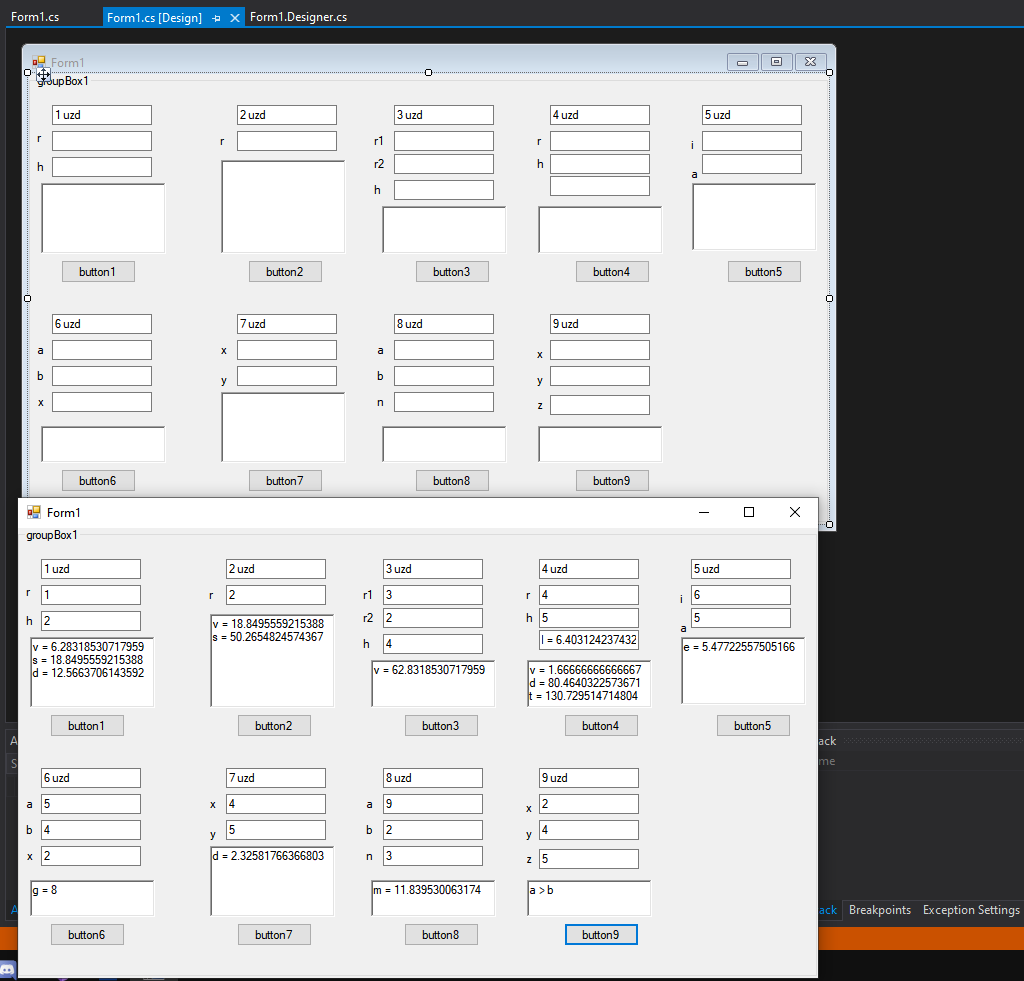 Form1.cs
Form1.cs [Design]
Form1.Designer.cs
Form1
groupBox1
1 uzd
2 uzd
3 uzd
4 uzd
5 uzd
r
r
r1
r
i
h
r2
h
a
h
button1
button2
button3
button4
button5
6 uzd
7 uzd
8 uzd
9 uzd
a
x
a
x
b
y
b
y
x
n
z
button6
button7
button8
button9
Form1
groupBox1
1 uzd
2 uzd
3 uzd
4 uzd
5 uzd
r 1
r 2
r1 3
r 4
i 6
h 2
r2 2
h 5
a 5
h 4
l = 6.403124237432
v = 6.28318530717959
s = 18.8495559215388
d = 12.5663706143592
v = 18.8495559215388
s = 50.2654824574367
v = 62.8318530717959
v = 1.66666666666667
d = 80.4640322573671
t = 130.729514714804
e = 5.47722557505166
button1
button2
button3
button4
button5
6 uzd
7 uzd
8 uzd
9 uzd
a 5
x 4
a 9
x 2
b 4
y 5
b 2
y 4
x 2
n 3
z 5
g = 8
d = 2.32581766366803
m = 11.839530063174
a > b
button6
button7
button8
button9
ack
me
ack
Breakpoints
Exception Settings